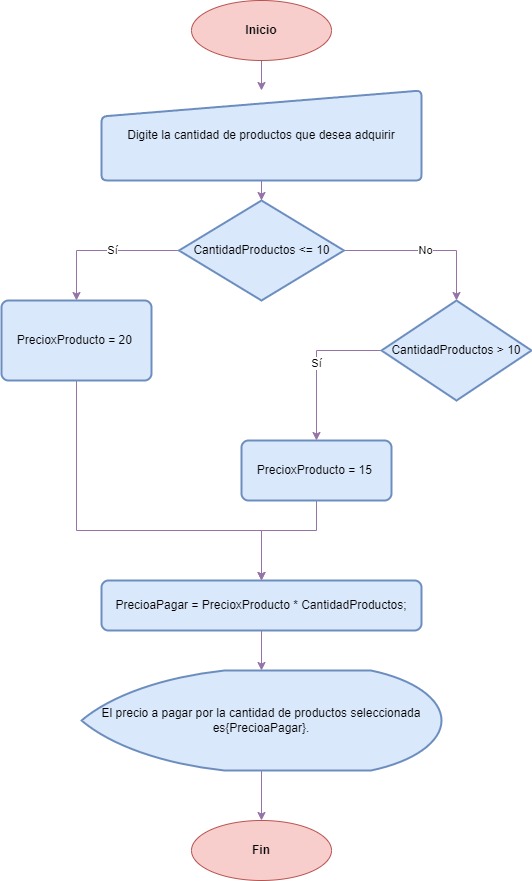 Inicio
Digite la cantidad de productos que desea adquirir
CantidadProductos <= 10
Sí
No
PrecioxProducto = 20
CantidadProductos > 10
Sí
PrecioxProducto = 15
PrecioaPagar = PrecioxProducto * CantidadProductos;
El precio a pagar por la cantidad de productos seleccionada
es{PrecioaPagar}.
Fin